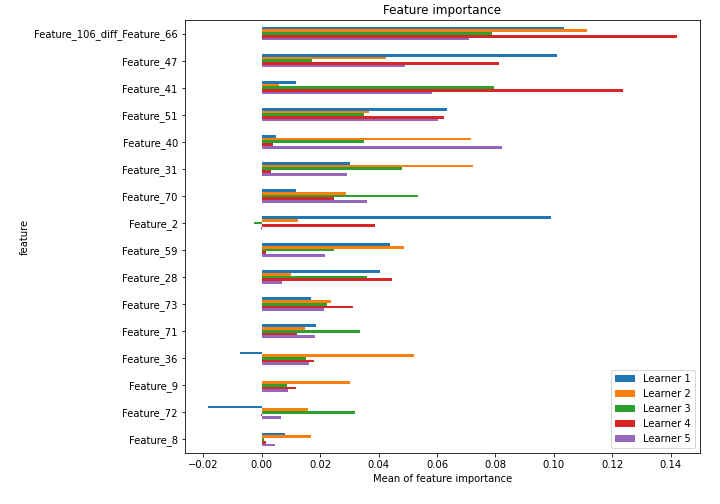 Feature importance
Feature_106_diff_Feature_66
Feature_47
Feature_41
Feature_51
Feature_40
Feature_31
Feature_70
Feature_2
Feature_59
Feature_28
Feature_73
Feature_71
Feature_36
Feature_9
Feature_72
Feature_8
feature
Learner 1
Learner 2
Learner 3
Learner 4
Learner 5
−0.02 0.00 0.02 0.04 0.06 0.08 0.10 0.12 0.14
Mean of feature importance